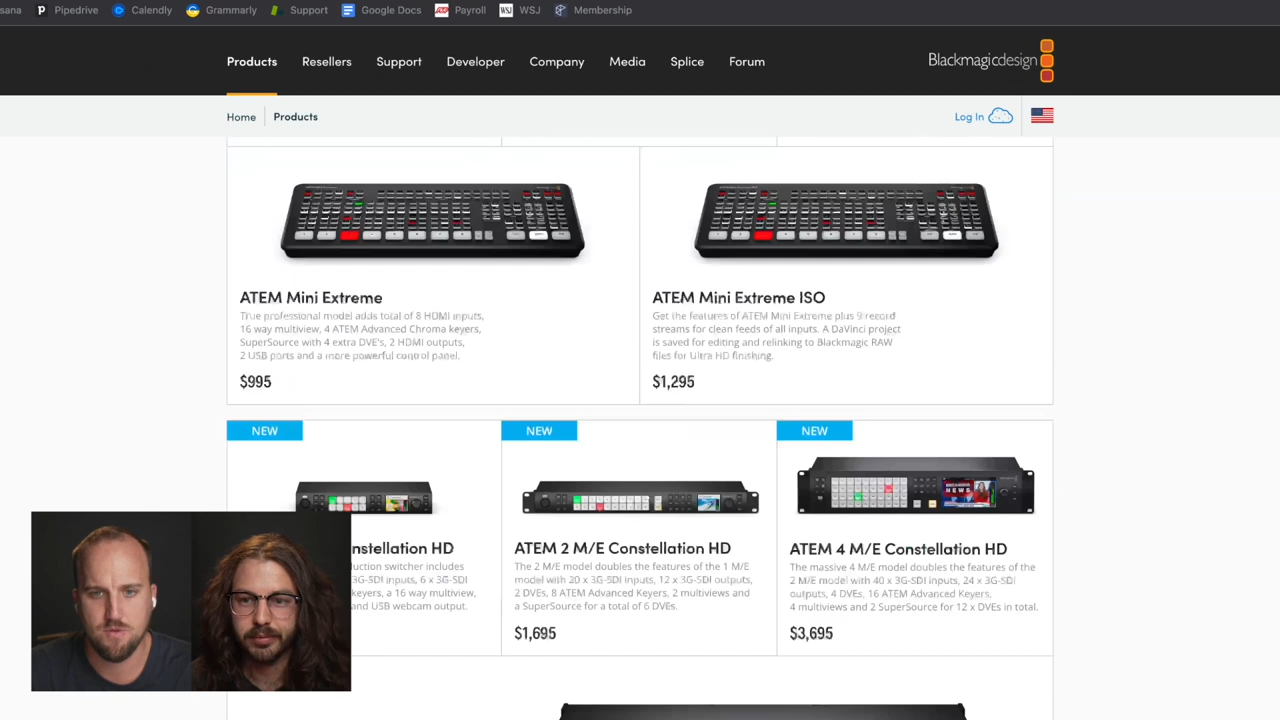 sana Pipedrive Calendly Grammarly Support Google Docs Payroll WSJ WSJ Membership
Products Resellers Support Developer Company Media Splice Forum Blackmagicdesign
Home Products Log In
ATEM Mini Extreme
True professional model adds total of 8 HDMI inputs,
16 way multiview, 4 ATEM Advanced Chroma keyers,
SuperSource with 4 extra DVE's, 2 HDMI outputs,
2 USB ports and a more powerful control panel.
$995
ATEM Mini Extreme ISO
Get the features of ATEM Mini Extreme plus 9 record
streams for clean feeds of all inputs. A DaVinci project
is saved for editing and relinking to Blackmagic RAW
files for Ultra HD finishing.
$1,295
NEW
nstellation HD
uction switcher includes
3G-SDI inputs, 6 x 3G-SDI
keyers, a 16 way multiview,
and USB webcam output.
NEW
ATEM 2 M/E Constellation HD
The 2 M/E model doubles the features of the 1 M/E
model with 20 x 3G-SDI inputs, 12 x 3G-SDI outputs,
2 DVEs, 8 ATEM Advanced Keyers, 2 multiviews and
a SuperSource for a total of 6 DVEs.
$1,695
NEW
NEWS
ATEM 4 M/E Constellation HD
The massive 4 M/E model doubles the features of the
2 M/E model with 40 x 3G-SDI inputs, 24 x 3G-SDI
outputs, 4 DVEs, 16 ATEM Advanced Keyers,
4 multiviews and 2 SuperSource for 12 x DVEs in total.
$3,695